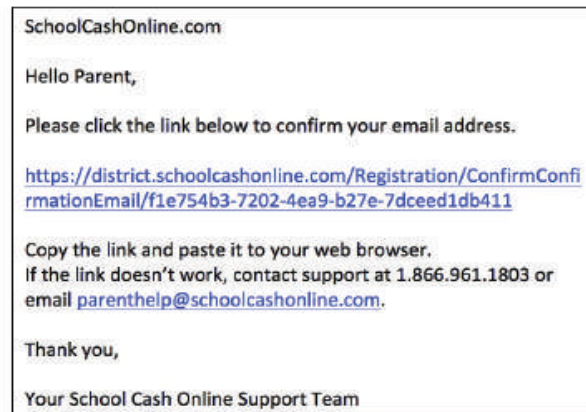 SchoolCashOnline.com
Hello Parent,
Please click the link below to confirm your email address.
https://district.schoolcashonline.com/Registration/ConfirmConfi
rmationEmail/f1e754b3-7202-4ea9-b27e-7dceed1db411
Copy the link and paste it to your web browser.
If the link doesn't work, contact support at 1.866.961.1803 or
email parenthelp@schoolcashonline.com.
Thank you,
Your School Cash Online Support Team